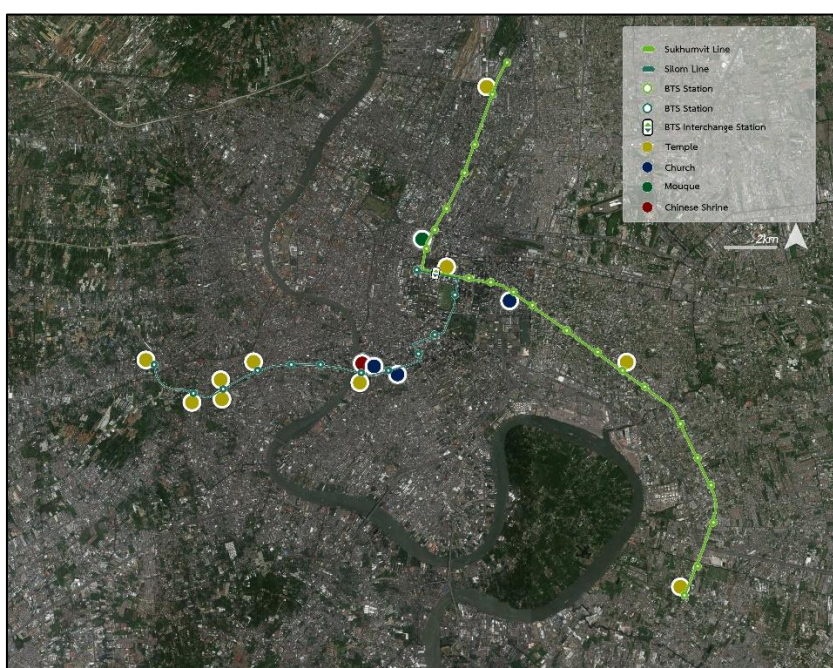 Sukhumvit Line
Silom Line
BTS Station
BTS Station
BTS Interchange Station
Temple
Church
Mouque
Chinese Shrine
2km